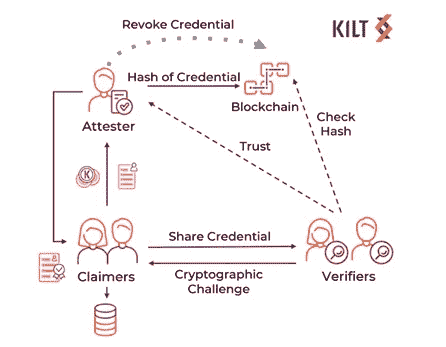 Revoke Credential
KILT
Hash of Credential
Attester
Blockchain
Check
Hash
Trust
K
Share Credential
Claimers
Cryptographic
Challenge
Verifiers